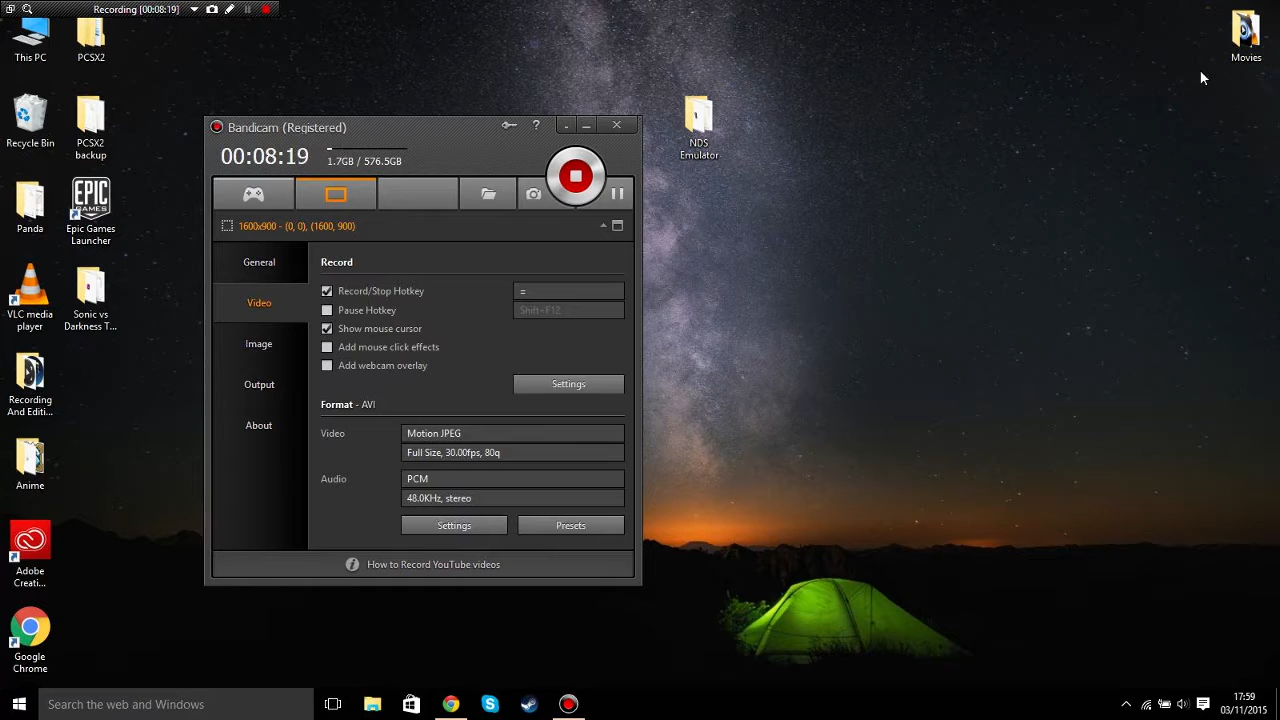 Recording [00:08:19]
This PC
PCSX2
Recycle Bin
PCSX2
backup
Panda
EPIC
GAMES
Epic Games
Launcher
VLC media
player
Sonic vs
Darkness T...
Recording
And Editi...
Anime
Adobe
Creati...
Google
Chrome
NDS
Emulator
Movies
Bandicam (Registered)
?
00:08:19
1.7GB / 576.5GB
1600x900 - (0, 0), (1600, 900)
General
Video
Image
Output
About
Record
Record/Stop Hotkey
=
Pause Hotkey
Shift+F12
Show mouse cursor
Add mouse click effects
Add webcam overlay
Settings
Format - AVI
Video
Motion JPEG
Full Size, 30.00fps, 80q
Audio
PCM
48.0KHz, stereo
Settings
Presets
How to Record YouTube videos
Search the web and Windows
17:59
03/11/2015